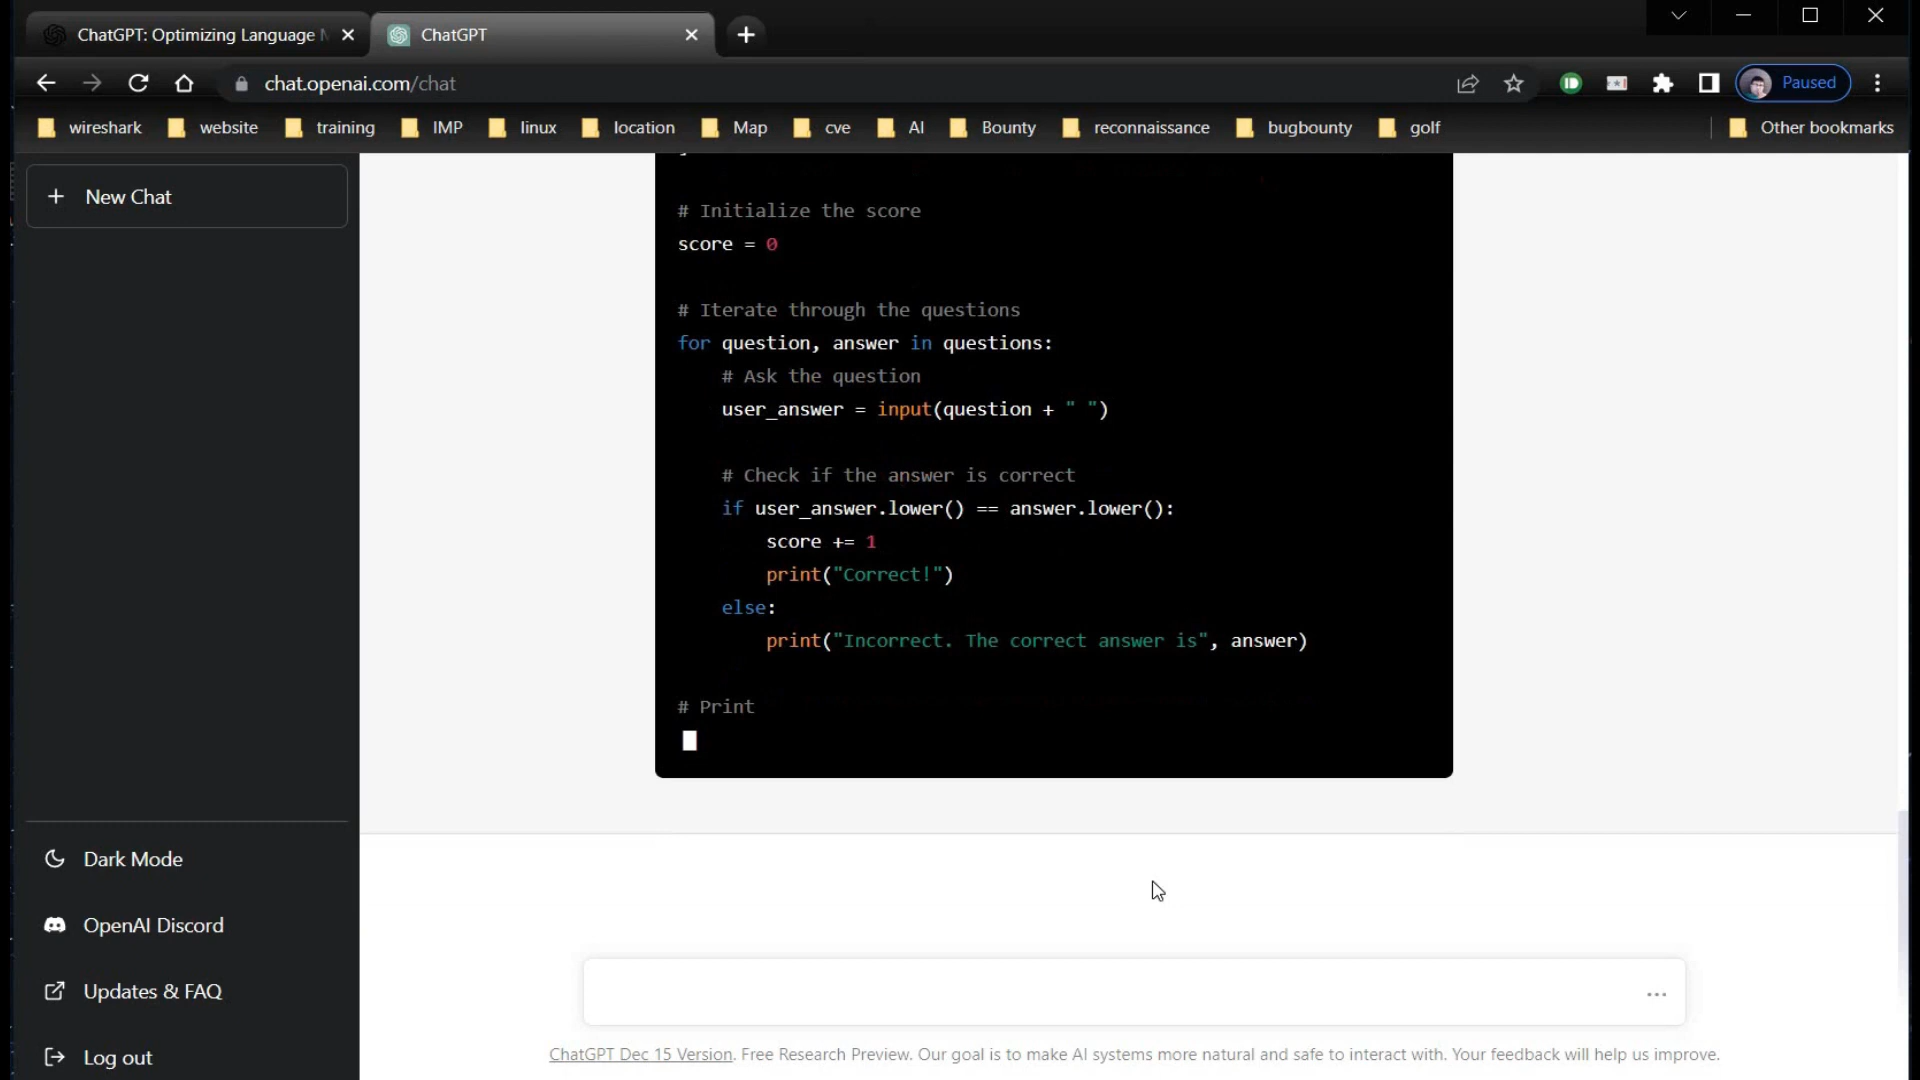 ChatGPT: Optimizing Language
ChatGPT
chat.openai.com/chat
Paused
wireshark website training IMP linux location Map cve AI Bounty reconnaissance bugbounty golf Other bookmarks
+ New Chat
# Initialize the score
score = 0
# Iterate through the questions
for question, answer in questions:
# Ask the question
user_answer = input(question + " ")
# Check if the answer is correct
if user_answer.lower() == answer.lower():
score += 1
print("Correct!")
else:
print("Incorrect. The correct answer is", answer)
# Print
Dark Mode
OpenAI Discord
Updates & FAQ
Log out
ChatGPT Dec 15 Version. Free Research Preview. Our goal is to make AI systems more natural and safe to interact with. Your feedback will help us improve.